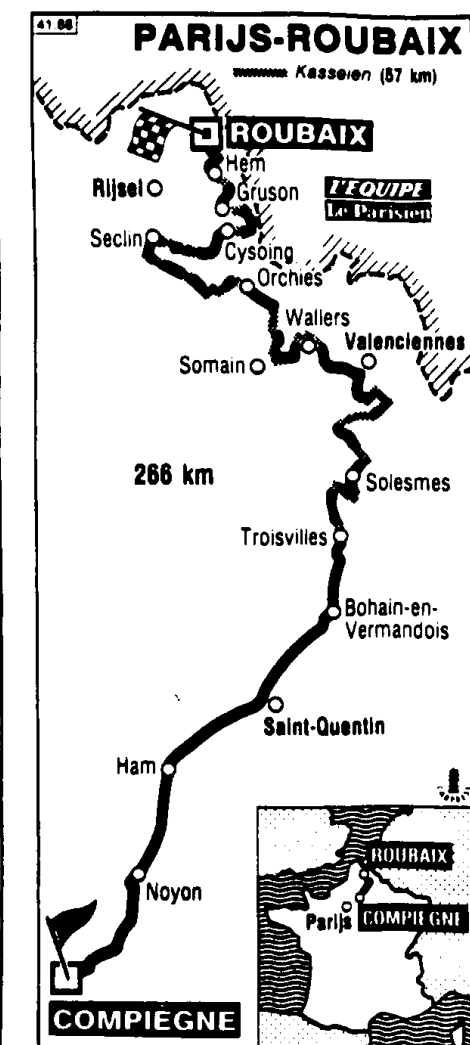 41.86
PARIJS-ROUBAIX
Kasseien (57 km)
ROUBAIX
Hem
Rijsel
Gruson
L'EQUIPE
Le Parisien
Seclin
Cysoing
Orchies
Wallers
Valenciennes
Somain
266 km
Solesmes
Troisvilles
Bohain-en-
Vermandois
Saint-Quentin
Ham
Noyon
COMPIEGNE
ROUBAIX
Parijs
COMPIEGNE